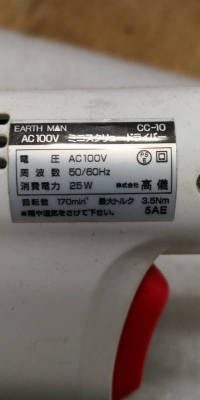 EARTH MAN CC-10
AC100V ミニスクリュードライバー
電圧 AC100V
周波数 50/60Hz
消費電力 25W 株式会社 髙儀
回転数 170min⁻¹ 最大トルク 3.5Nm
※雨や湿気をさけて下さい。 5AE